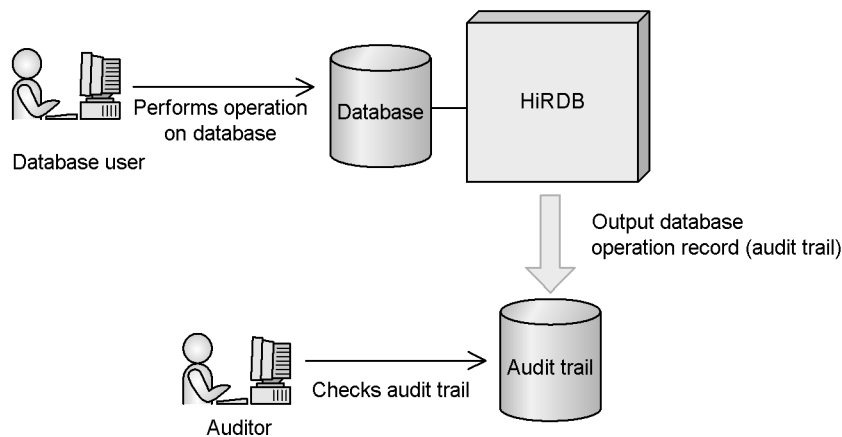 Database user
Performs operation
on database
Database
HiRDB
Output database
operation record (audit trail)
Auditor
Checks audit trail
Audit trail